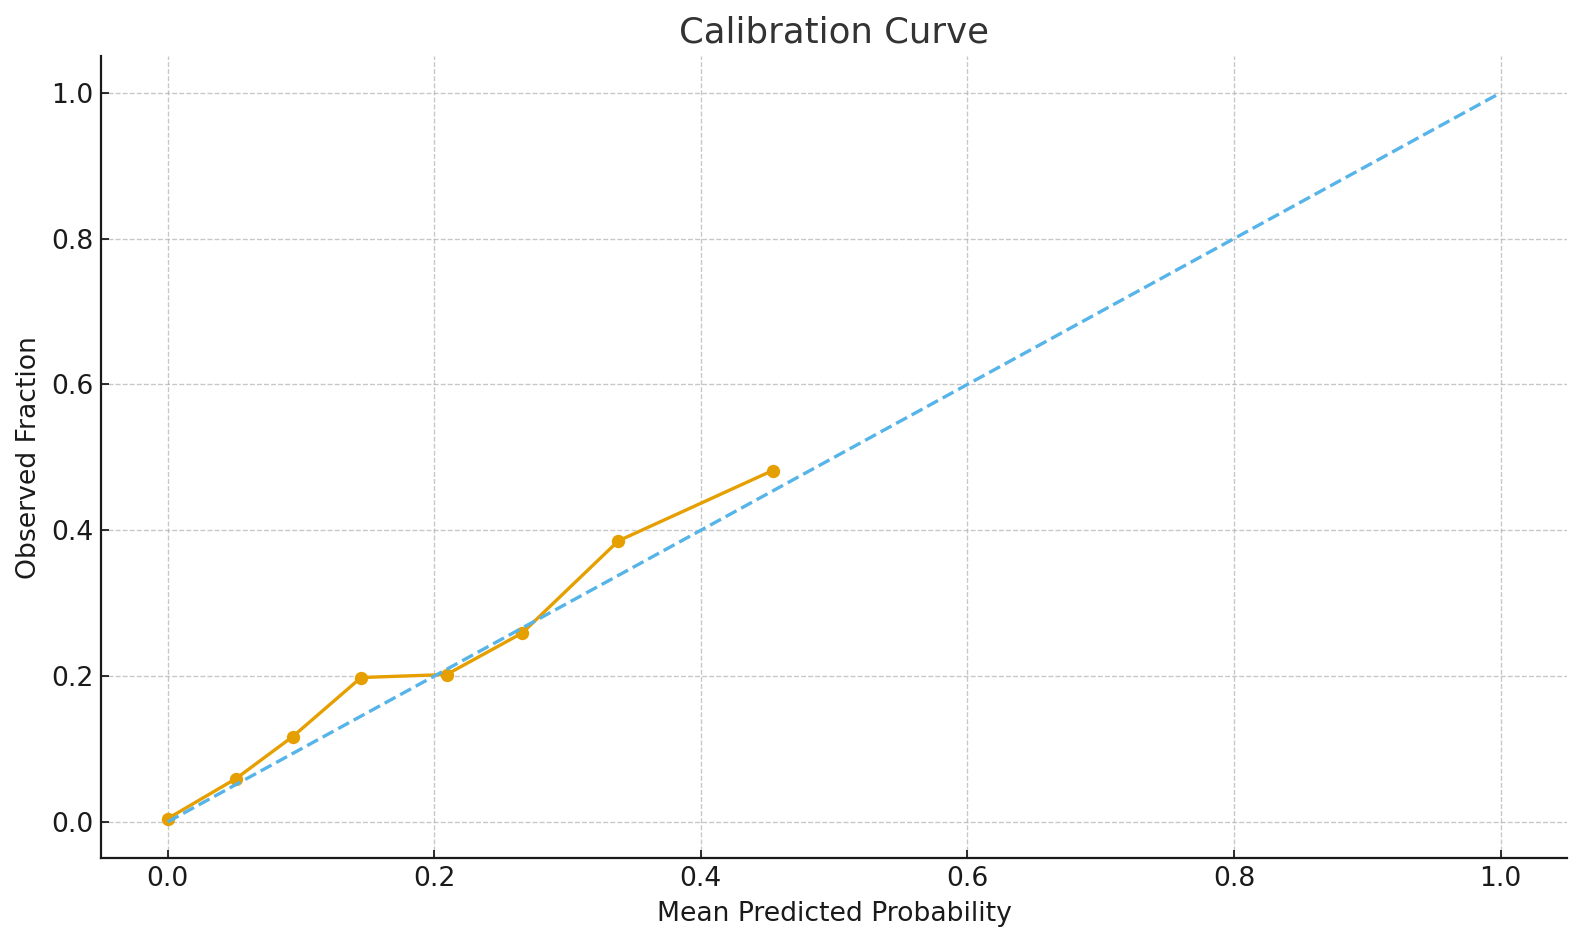 Calibration Curve
1.0
0.8
0.6
0.4
0.2
0.0
Observed Fraction
0.0 0.2 0.4 0.6 0.8 1.0
Mean Predicted Probability